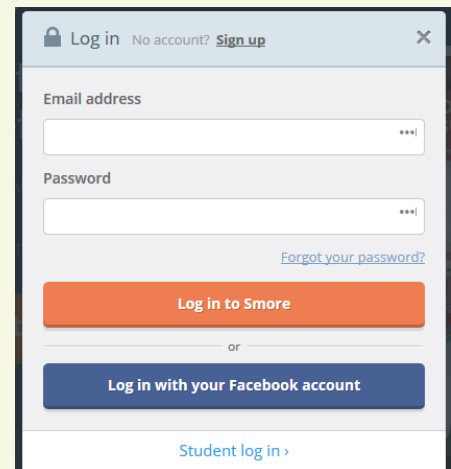 Log in No account? Sign up
Email address
Password
Forgot your password?
Log in to Smore
or
Log in with your Facebook account
Student log in ›